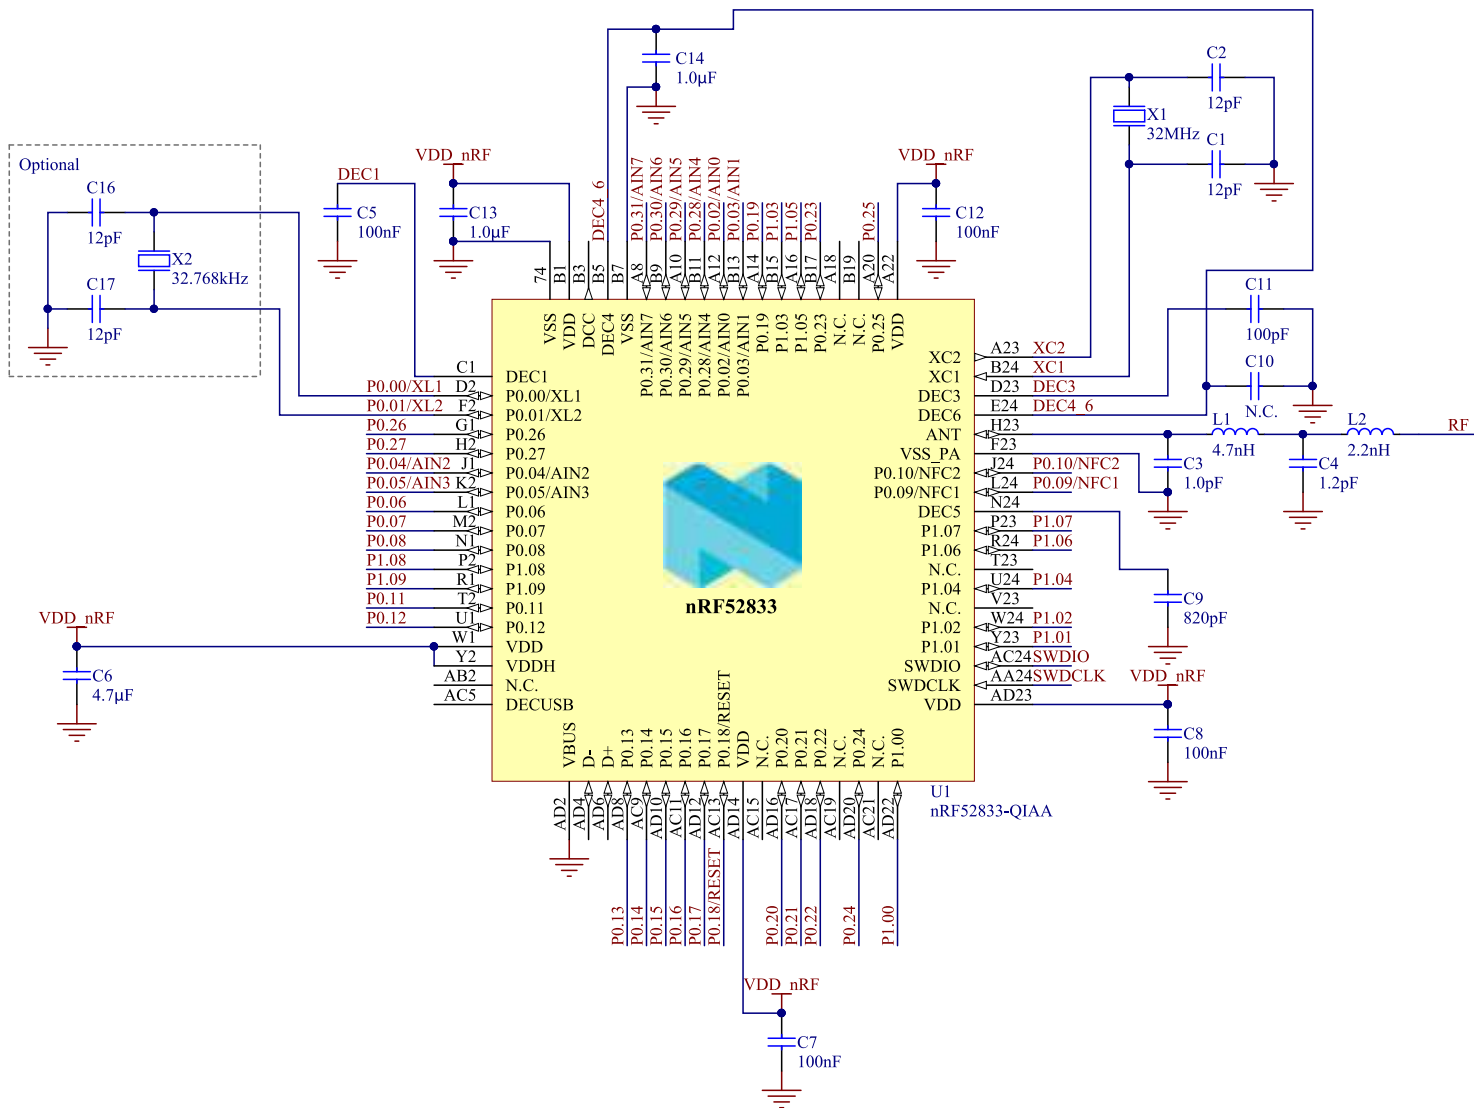 C14
1.0µF
C2
12pF
X1
32MHz
C1
12pF
Optional
C16
12pF
X2
32.768kHz
C17
12pF
DEC1
C5
100nF
VDD_nRF
C13
1.0µF
DEC4_6
P0.31/AIN7
P0.30/AIN6
P0.29/AIN5
P0.28/AIN4
P0.02/AIN0
P0.03/AIN1
P0.19
P1.03
P1.05
P0.23
P0.25
VDD_nRF
C12
100nF
74
B1
B3
B5
B7
A8
B9
A10
B11
A12
B13
A14
B15
A16
B17
A18
B19
A20
A22
VSS
VDD
DCC
DEC4
VSS
P0.31/AIN7
P0.30/AIN6
P0.29/AIN5
P0.28/AIN4
P0.02/AIN0
P0.03/AIN1
P0.19
P1.03
P1.05
P0.23
N.C.
N.C.
P0.25
VDD
C11
100pF
C10
N.C.
C1 DEC1
P0.00/XL1 D2 P0.00/XL1
P0.01/XL2 F2 P0.01/XL2
P0.26 G1 P0.26
P0.27 H2 P0.27
P0.04/AIN2 J1 P0.04/AIN2
P0.05/AIN3 K2 P0.05/AIN3
P0.06 L1 P0.06
P0.07 M2 P0.07
P0.08 N1 P0.08
P1.08 P2 P1.08
P1.09 R1 P1.09
P0.11 T2 P0.11
P0.12 U1 P0.12
W1 VDD
Y2 VDDH
AB2 N.C.
AC5 DECUSB
VDD_nRF
C6
4.7µF
nRF52833
XC2 A23 XC2
XC1 B24 XC1
DEC3 D23 DEC3
DEC6 E24 DEC4_6
ANT H23
VSS_PA F23
P0.10/NFC2 J24 P0.10/NFC2
P0.09/NFC1 L24 P0.09/NFC1
DEC5 N24
P1.07 P23 P1.07
P1.06 R24 P1.06
N.C. T23
P1.04 U24 P1.04
N.C. V23
P1.02 W24 P1.02
P1.01 Y23 P1.01
SWDIO AC24 SWDIO
SWDCLK AA24 SWDCLK
VDD AD23
L1
4.7nH
L2
2.2nH
RF
C3
1.0pF
C4
1.2pF
C9
820pF
VDD_nRF
C8
100nF
VBUS
D-
D+
P0.13
P0.14
P0.15
P0.16
P0.17
P0.18/RESET
VDD
N.C.
P0.20
P0.21
P0.22
N.C.
P0.24
N.C.
P1.00
U1
nRF52833-QIAA
AD2
AD4
AD6
AD8
AC9
AD10
AC11
AD12
AC13
AD14
AC15
AD16
AC17
AD18
AC19
AD20
AC21
AD22
P0.13
P0.14
P0.15
P0.16
P0.17
P0.18/RESET
P0.20
P0.21
P0.22
P0.24
P1.00
VDD_nRF
C7
100nF